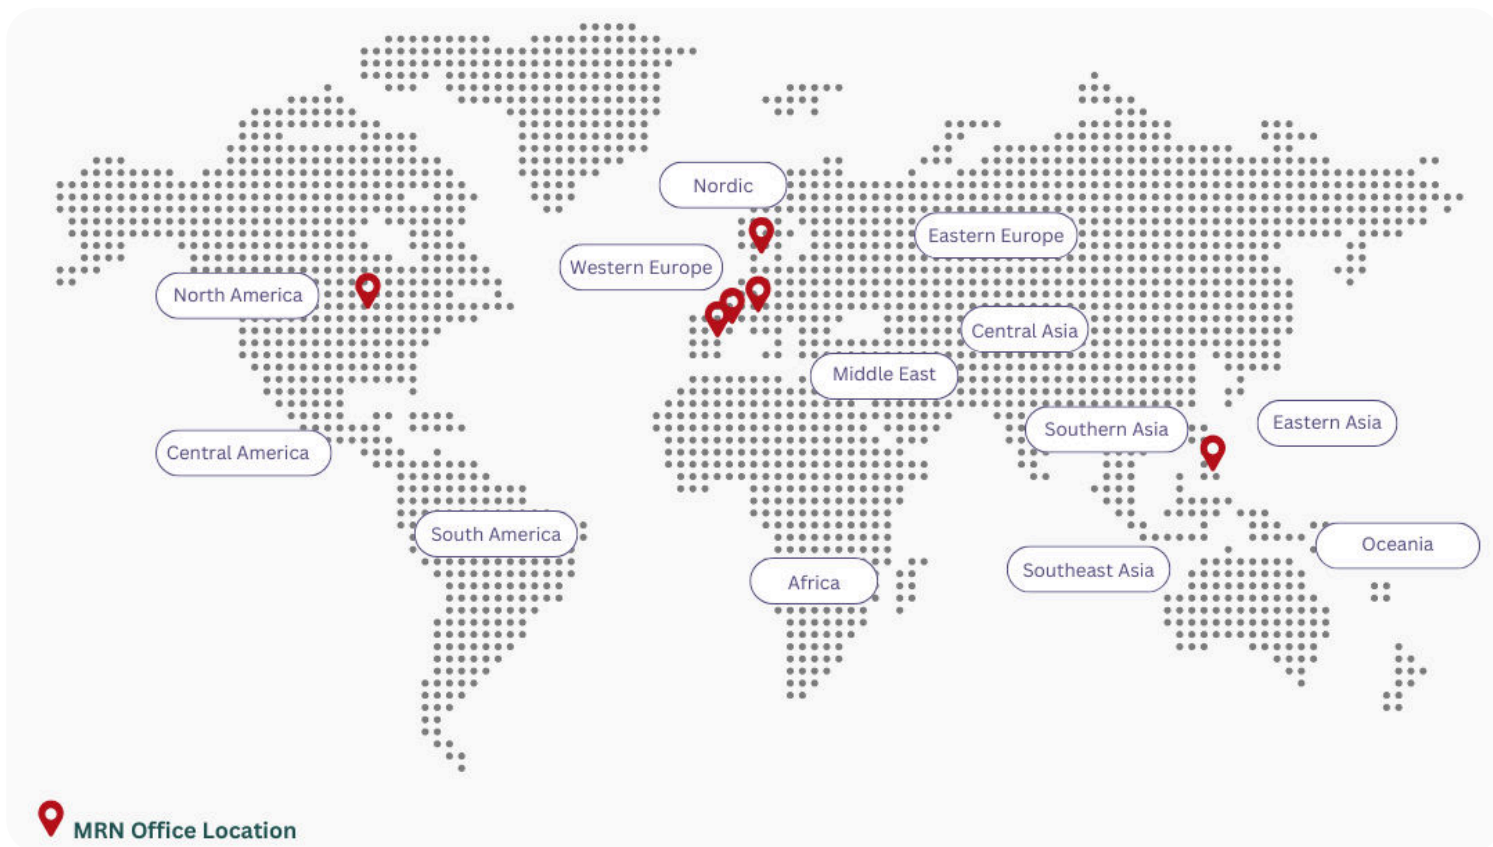 Nordic
Eastern Europe
Western Europe
North America
Central Asia
Middle East
Eastern Asia
Southern Asia
Central America
South America
Oceania
Southeast Asia
Africa
MRN Office Location